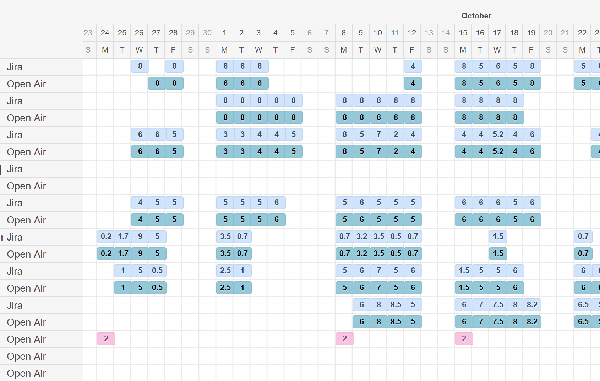 October
23 24 25 26 27 28 29 30 1 2 3 4 5 6 7 8 9 10 11 12 13 14 15 16 17 18 19 20 21 22
S M T W T F S S M T W T F S S M T W T F S S M T W T F S S M
Jira 8 8 8 8 8 4 8 5 6 5 8 5
Open Air 8 8 6 6 6 4 8 5 6 5 8 5
Jira 8 8 8 8 8 8 8 8 8 8 8 8 8 8
Open Air 8 8 8 8 8 8 8 8 8 8 8 8 8 8
Jira 6 6 5 3 3 4 4 5 8 5 7 2 4 4 4 5.2 4 6 4
Open Air 6 6 5 3 3 4 4 5 8 5 7 2 4 4 4 5.2 4 6 4
Jira
Open Air
Jira 4 5 5 5 5 5 6 5 6 5 5 5 6 6 6 5 6
Open Air 4 5 5 5 5 5 6 5 6 5 5 5 6 6 6 5 6
Jira 0.2 1.7 9 5 3.5 0.7 0.7 3.2 3.5 0.5 0.7 1.5 0.7
Open Air 0.2 1.7 9 5 3.5 0.7 0.7 3.2 3.5 0.5 0.7 1.5 0.7
Jira 1 5 0.5 2.5 1 5 6 7 5 6 1.5 5 5 6 6
Open Air 1 5 0.5 2.5 1 5 6 7 5 6 1.5 5 5 6 6
Jira 6 8 8.5 5 6 7 7.5 8 8.2 6.5
Open Air 6 8 8.5 5 6 7 7.5 8 8.2 6.5
Open Air 2 2 2
Open Air
Open Air